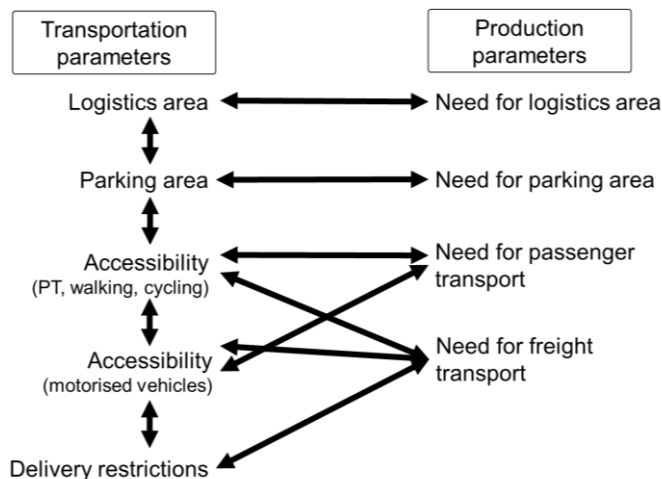 Transportation
parameters
Production
parameters
Logistics area
Need for logistics area
Parking area
Need for parking area
Accessibility
(PT, walking, cycling)
Need for passenger
transport
Accessibility
(motorised vehicles)
Need for freight
transport
Delivery restrictions